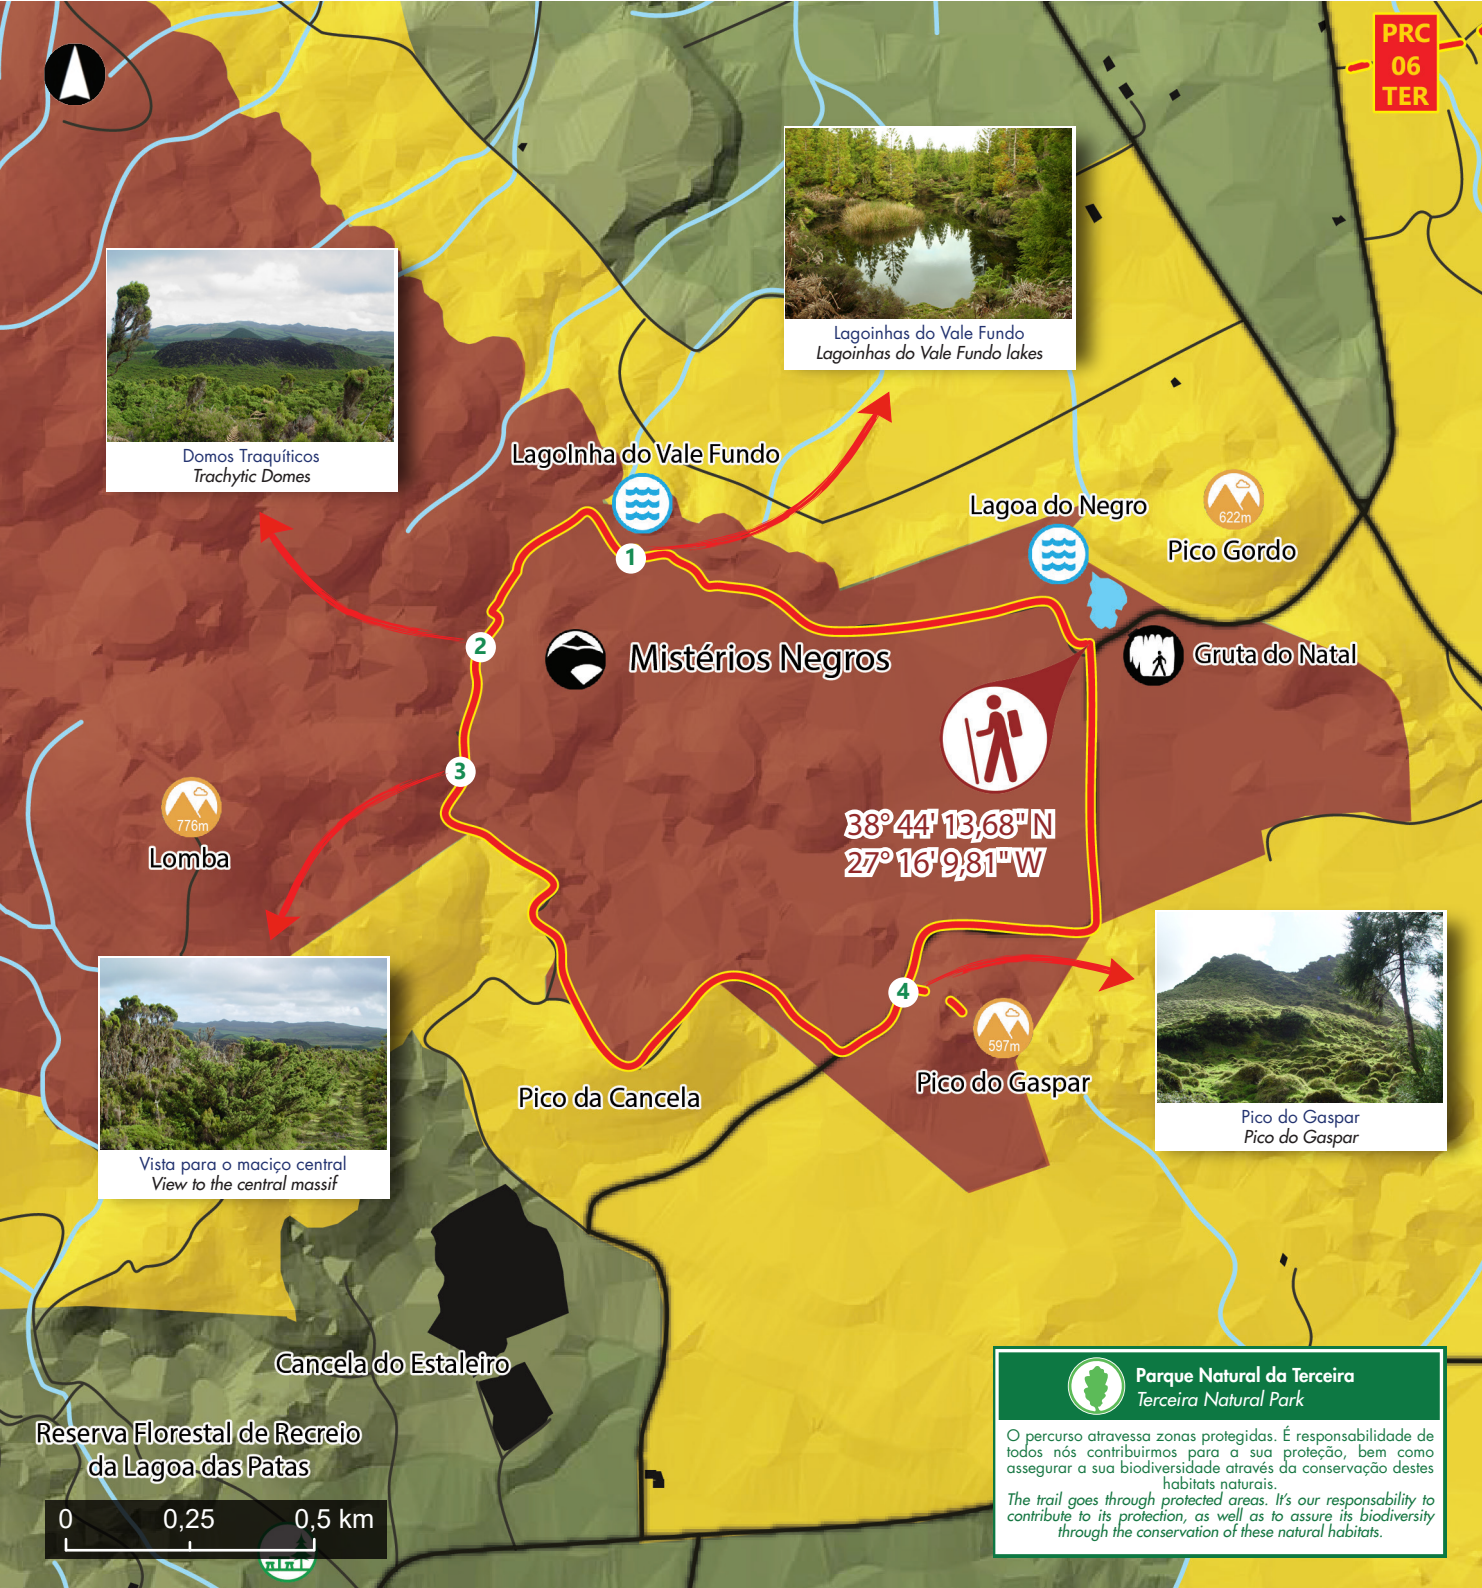 PRC
06
TER
Lagoinhas do Vale Fundo
Lagoinhas do Vale Fundo lakes
Domos Traquíticos
Trachytic Domes
LagoInha do Vale Fundo
1
Lagoa do Negro
622m
Pico Gordo
2
Mistérios Negros
Gruta do Natal
3
776m
Lomba
38° 44' 13,68" N
27° 16' 9,81" W
4
597m
Pico do Gaspar
Pico da Cancela
Pico do Gaspar
Pico do Gaspar
Vista para o maciço central
View to the central massif
Cancela do Estaleiro
Reserva Florestal de Recreio
da Lagoa das Patas
0 0,25 0,5 km
Parque Natural da Terceira
Terceira Natural Park
O percurso atravessa zonas protegidas. É responsabilidade de
todos nós contribuirmos para a sua proteção, bem como
assegurar a sua biodiversidade através da conservação destes
habitats naturais.
The trail goes through protected areas. It's our responsability to
contribute to its protection, as well as to assure its biodiversity
through the conservation of these natural habitats.